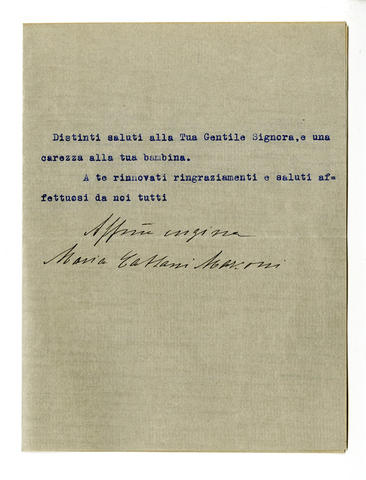 Distinti saluti alla Tua Gentile Signora,e una
carezza alla tua bambina.
A te rinnovati ringraziamenti e saluti af=
fettuosi da noi tutti
Affma cugina
Maria Marconi